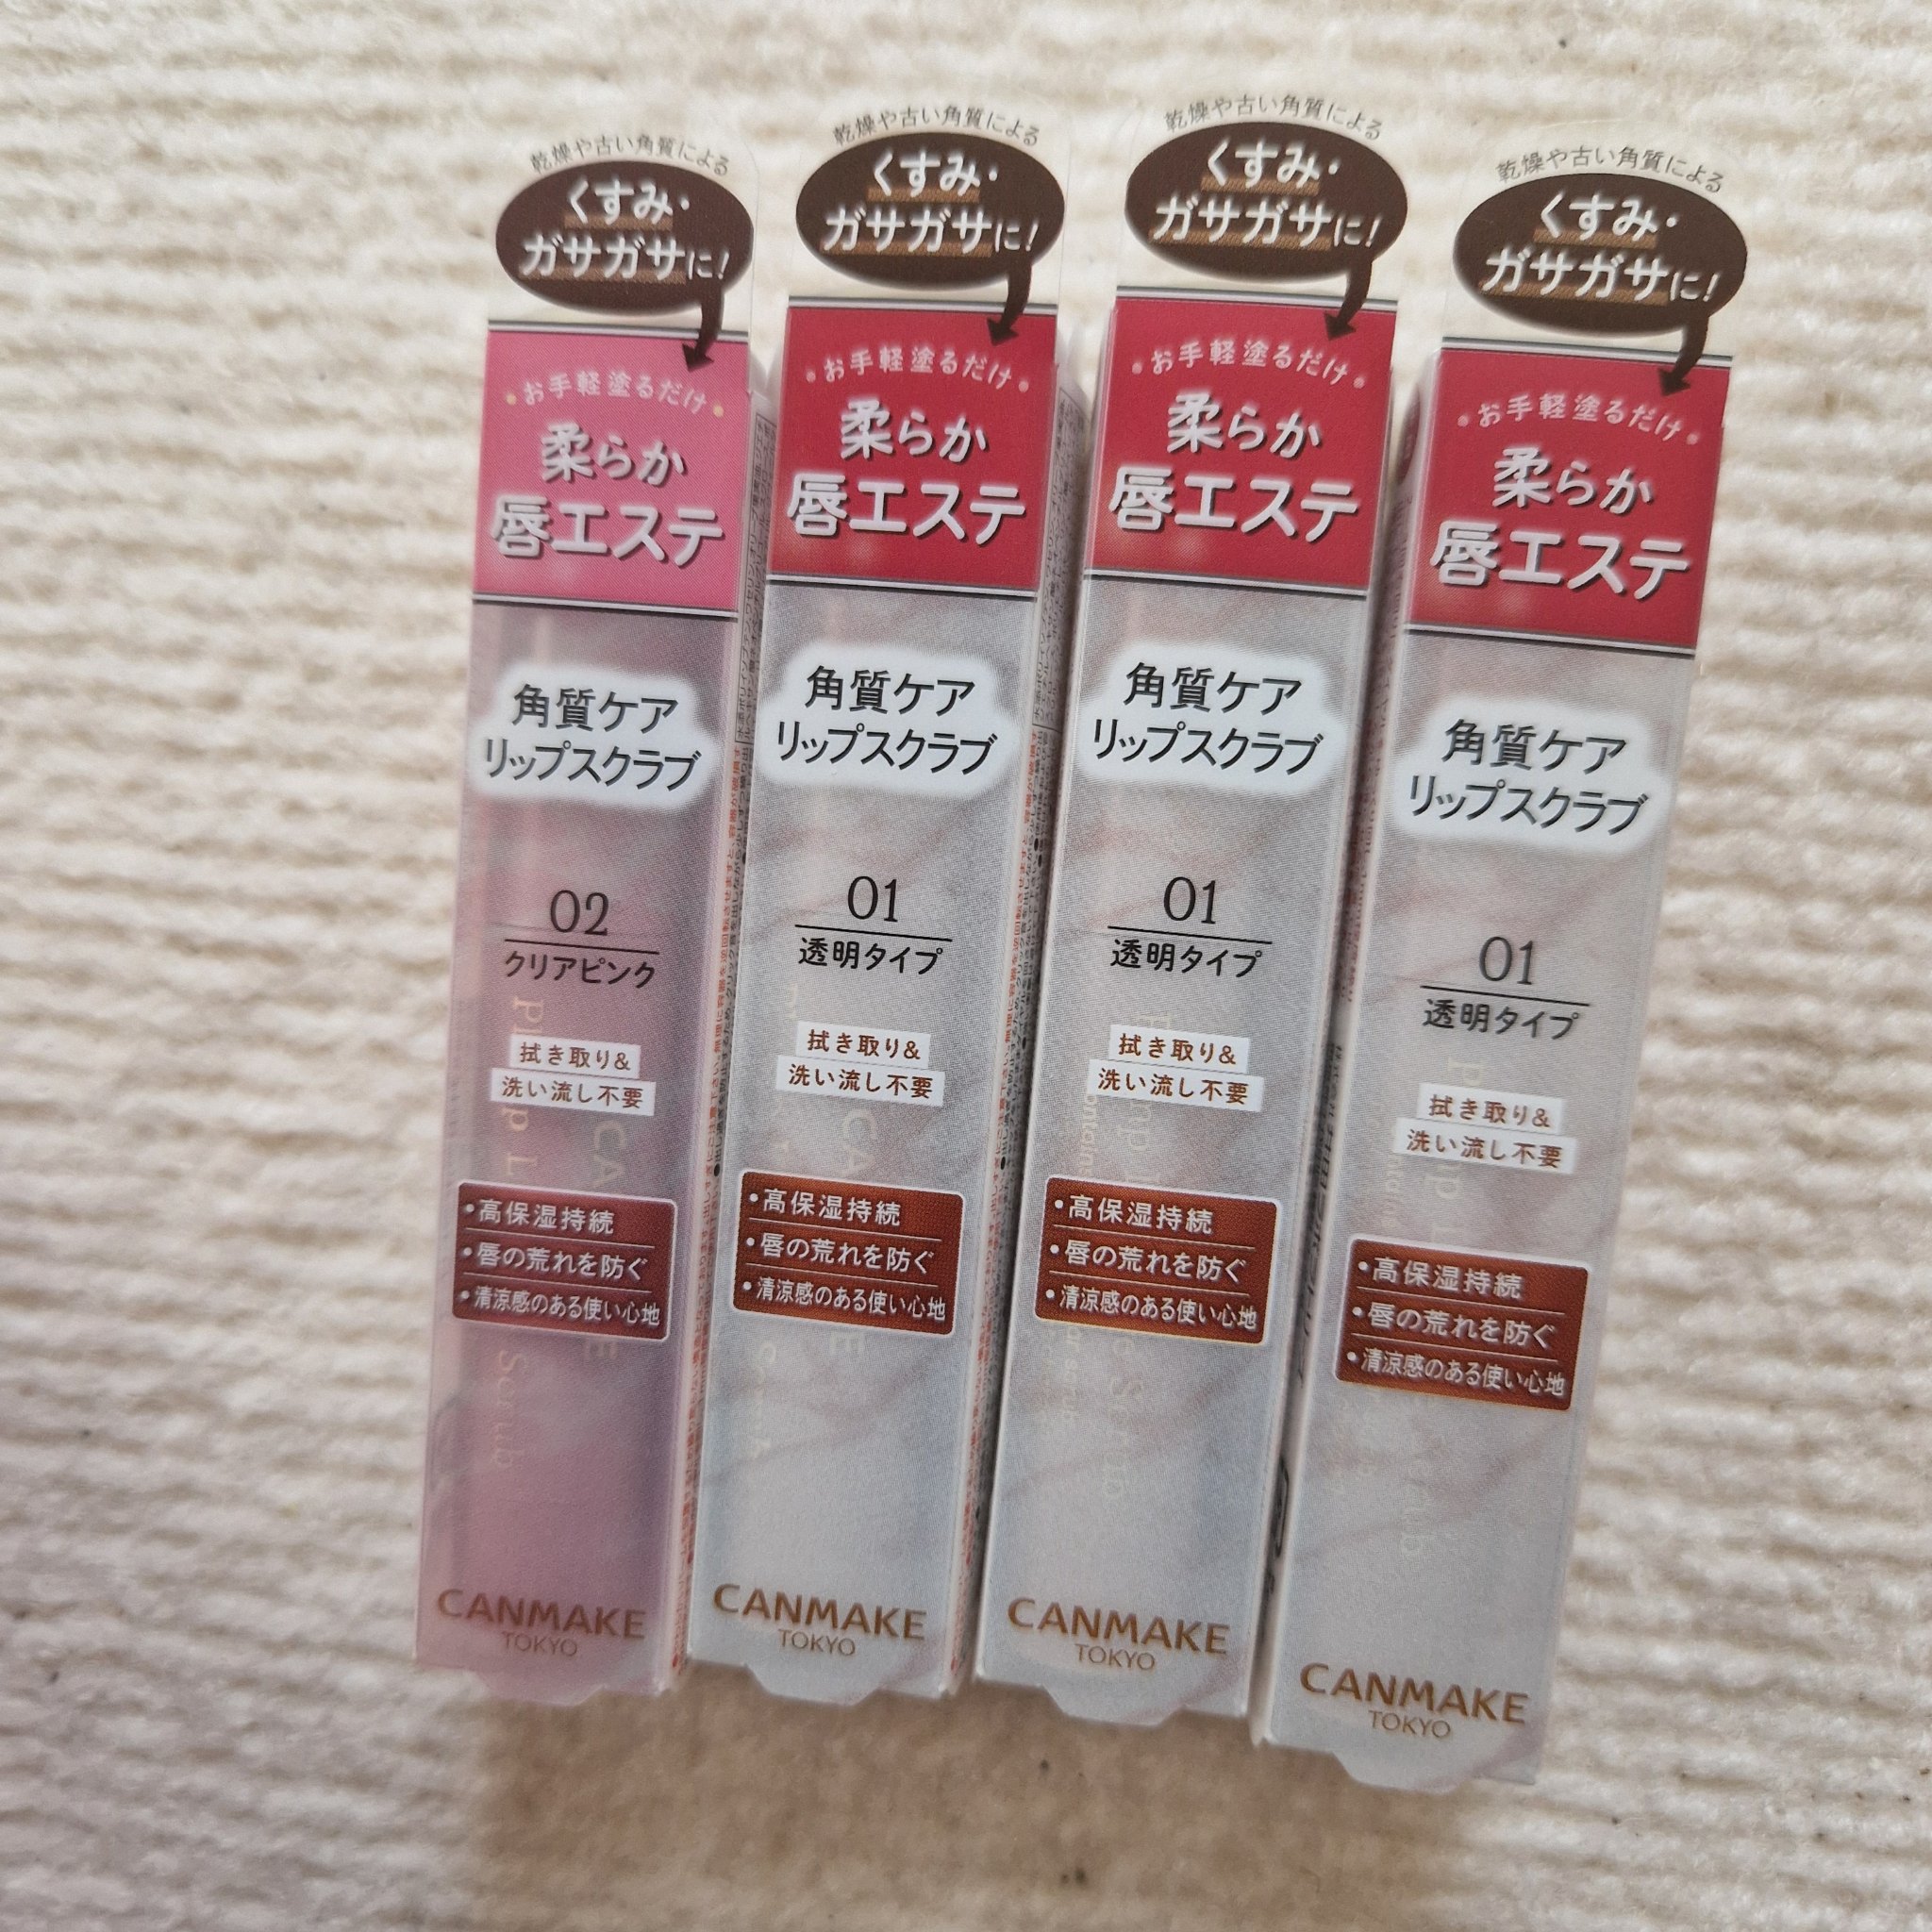 乾燥や古い角質による
くすみ・
ガサガサに!
・お手軽塗るだけ・
柔らか
唇エステ
角質ケア
リップスクラブ
02
クリアピンク
拭き取り&
洗い流し不要
・高保湿持続
・唇の荒れを防ぐ
・清涼感のある使い心地
CANMAKE
TOKYO
乾燥や古い角質による
くすみ・
ガサガサに!
・お手軽塗るだけ・
柔らか
唇エステ
角質ケア
リップスクラブ
01
透明タイプ
拭き取り&
洗い流し不要
・高保湿持続
・唇の荒れを防ぐ
・清涼感のある使い心地
CANMAKE
TOKYO
乾燥や古い角質による
くすみ・
ガサガサに!
・お手軽塗るだけ・
柔らか
唇エステ
角質ケア
リップスクラブ
01
透明タイプ
拭き取り&
洗い流し不要
・高保湿持続
・唇の荒れを防ぐ
・清涼感のある使い心地
CANMAKE
TOKYO
乾燥や古い角質による
くすみ・
ガサガサに!
・お手軽塗るだけ・
柔らか
唇エステ
角質ケア
リップスクラブ
01
透明タイプ
拭き取り&
洗い流し不要
・高保湿持続
・唇の荒れを防ぐ
・清涼感のある使い心地
CANMAKE
TOKYO